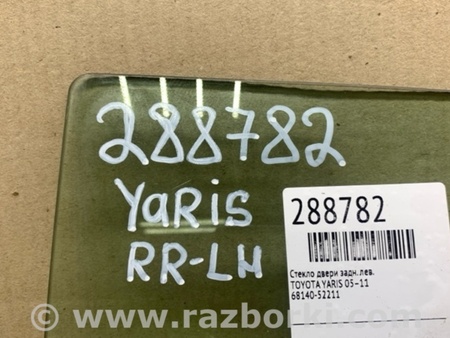 288782
YaRiS
RR-LH
288782
Стекло двери задн.лев.
TOYOTA YARIS 05-11
68140-52211
www.razborki.com